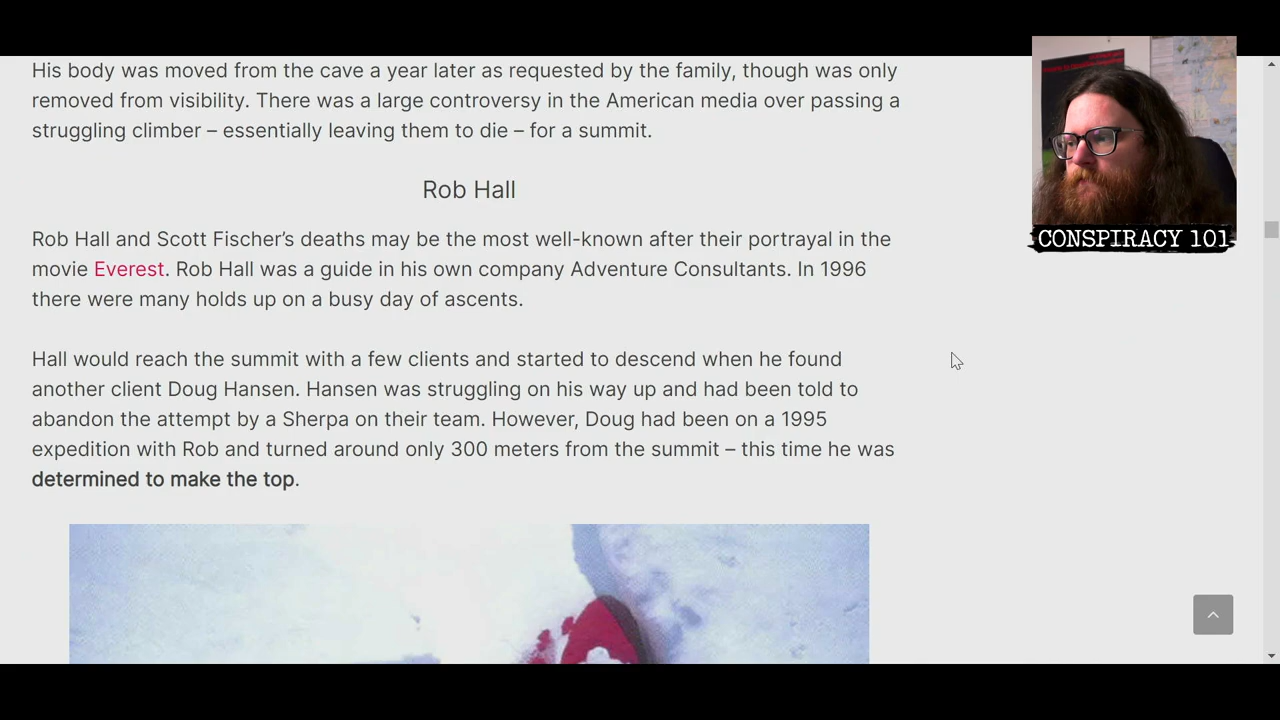 His body was moved from the cave a year later as requested by the family, though was only
removed from visibility. There was a large controversy in the American media over passing a
struggling climber – essentially leaving them to die – for a summit.
Rob Hall
Rob Hall and Scott Fischer’s deaths may be the most well-known after their portrayal in the
movie Everest. Rob Hall was a guide in his own company Adventure Consultants. In 1996
there were many holds up on a busy day of ascents.
Hall would reach the summit with a few clients and started to descend when he found
another client Doug Hansen. Hansen was struggling on his way up and had been told to
abandon the attempt by a Sherpa on their team. However, Doug had been on a 1995
expedition with Rob and turned around only 300 meters from the summit – this time he was
determined to make the top.
CONSPIRACY 101